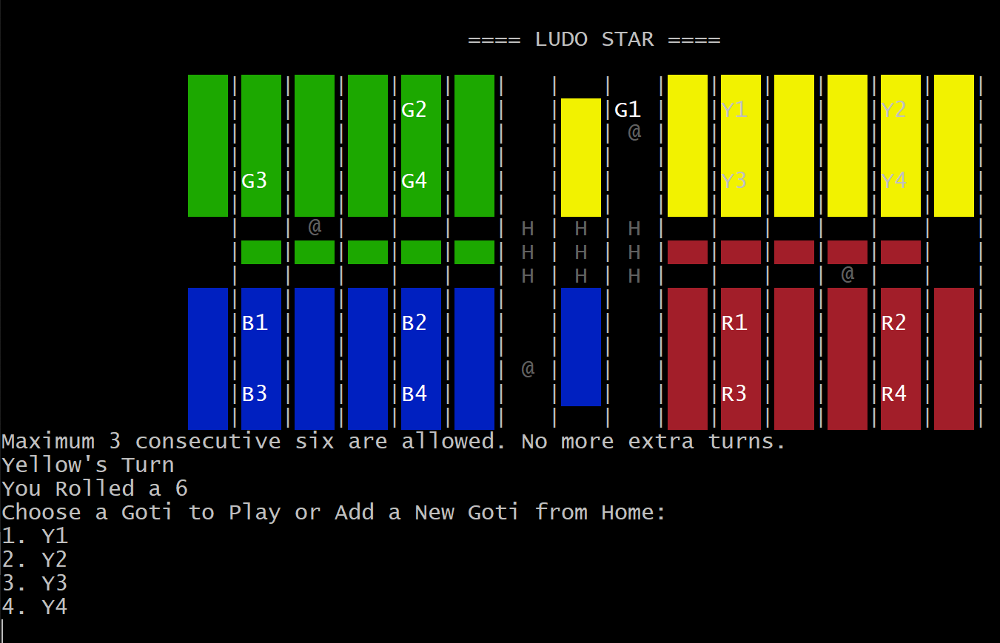 ==== LUDO STAR ====
| | | | | | | | | | | | | | |
| | | | G2 | | | | G1 | | Y1 | | | Y2 | |
| | | | | | | | @ | | | | | | |
| | | | | | | | | | | | | | |
| G3 | | | G4 | | | | | | Y3 | | | Y4 | |
| | | | | | | | | | | | | | |
| | @ | | | | H | H | H | | | | | | |
| | | | | | H | H | H | | | | | | |
| | | | | | H | H | H | | | | @ | | |
| | | | | | | | | | | | | | |
| B1 | | | B2 | | | | | | R1 | | | R2 | |
| | | | | | | | | | | | | | |
| | | | | | @ | | | | | | | | |
| B3 | | | B4 | | | | | | R3 | | | R4 | |
| | | | | | | | | | | | | | |
Maximum 3 consecutive six are allowed. No more extra turns.
Yellow's Turn
You Rolled a 6
Choose a Goti to Play or Add a New Goti from Home:
1. Y1
2. Y2
3. Y3
4. Y4